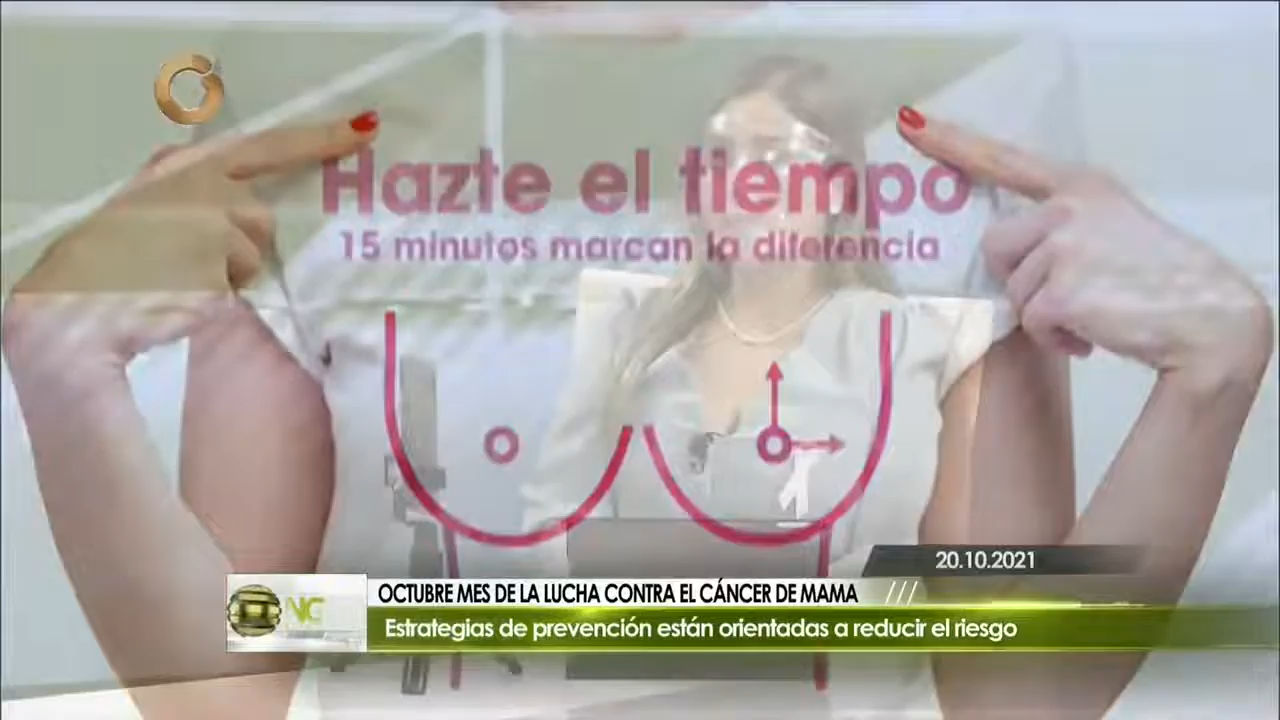 Hazte el tiempo
15 minutos marcan la diferencia
20.10.2021
OCTUBRE MES DE LA LUCHA CONTRA EL CÁNCER DE MAMA
NC
Estrategias de prevención están orientadas a reducir el riesgo